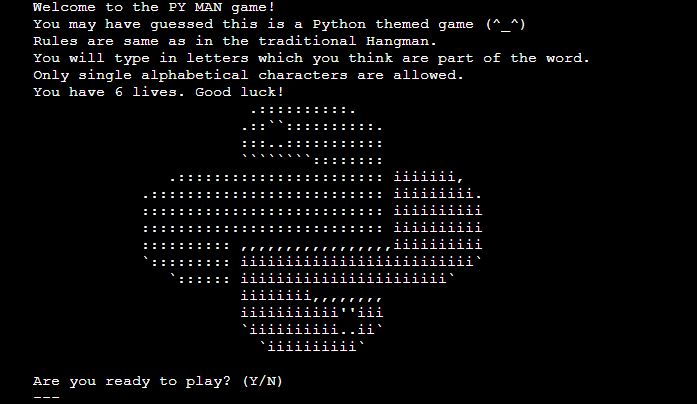 Welcome to the PY MAN game!
You may have guessed this is a Python themed game (^_^)
Rules are same as in the traditional Hangman.
You will type in letters which you think are part of the word.
Only single alphabetical characters are allowed.
You have 6 lives. Good luck!
Are you ready to play? (Y/N)
---